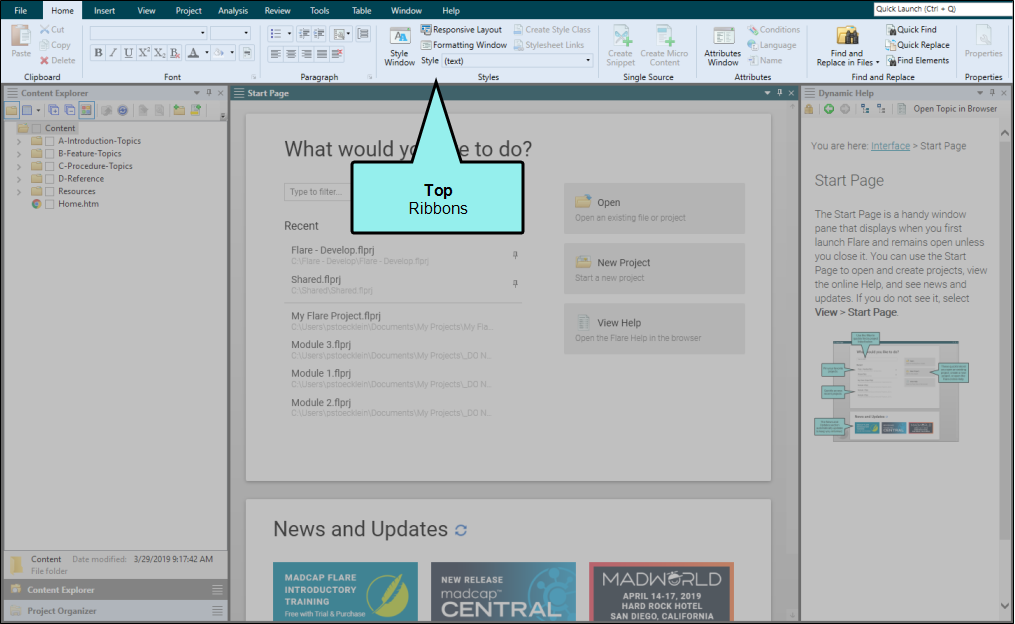 File Home Insert View Project Analysis Review Tools Table Window Help
Quick Launch (Ctrl + Q)
Paste
Cut
Copy
Delete
Clipboard
B I U X² X₂ B A
Font
Paragraph
Style
Window
Responsive Layout
Formatting Window
Style (text)
Create Style Class
Stylesheet Links
Styles
Create
Snippet
Create Micro
Content
Single Source
Attributes
Window
Conditions
Language
Name
Attributes
Find and
Replace in Files
Quick Find
Quick Replace
Find Elements
Find and Replace
Properties
Properties
Content Explorer
Content
A-Introduction-Topics
B-Feature-Topics
C-Procedure-Topics
D-Reference
Resources
Home.htm
Content Date modified: 3/29/2019 9:17:42 AM
File folder
Content Explorer
Project Organizer
Start Page
What would yo e to do?
Top
Ribbons
Type to filter...
Recent
Flare - Develop.flprj
C:\Flare - Develop\Flare - Develop.flprj
Shared.flprj
C:\Shared\Shared.flprj
My Flare Project.flprj
C:\Users\pstoecklein\Documents\My Projects\My Fla...
Module 3.flprj
C:\Users\pstoecklein\Documents\My Projects\_DO N...
Module 1.flprj
C:\Users\pstoecklein\Documents\My Projects\_DO N...
Module 2.flprj
C:\Users\pstoecklein\Documents\My Projects\_DO N...
Open
Open an existing file or project
New Project
Start a new project
View Help
Open the Flare Help in the browser
News and Updates
MADCAP FLARE
INTRODUCTORY
TRAINING
Free with Trial & Purchase
NEW RELEASE
madcap™
CENTRAL
MADWORLD
APRIL 14-17, 2019
HARD ROCK HOTEL
SAN DIEGO, CALIFORNIA
Dynamic Help
Open Topic in Browser
You are here: Interface > Start Page
Start Page
The Start Page is a handy window
pane that displays when you first
launch Flare and remains open unless
you close it. You can use the Start
Page to open and create projects, view
the online Help, and see news and
updates. If you do not see it, select
View > Start Page.
What would you like to do?
News and Updates